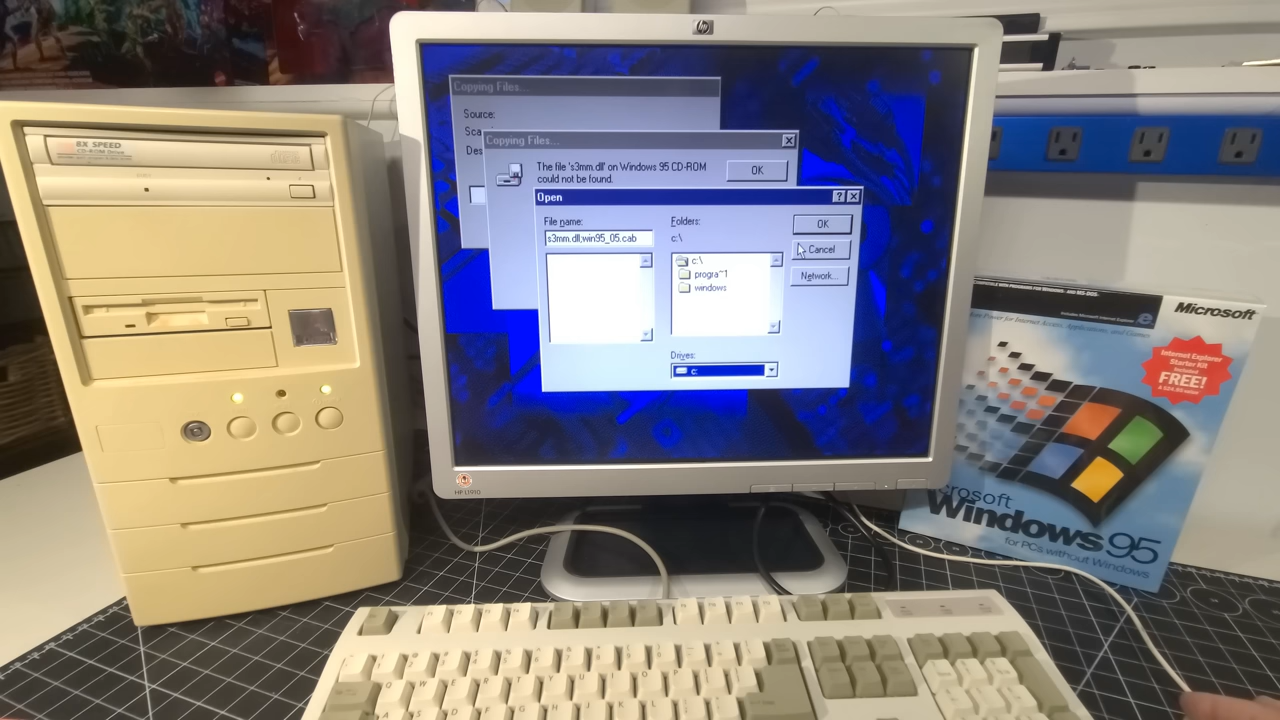 8X SPEED
CD-ROM Drive
hp
Copying Files...
Source:
Copying Files...
The file 's3mm.dll' on Windows 95 CD-ROM
could not be found.
OK
Open
File name:
s3mm.dll;win95_05.cab
Folders:
c:\
c:\
progra~1
windows
OK
Cancel
Network...
Drives:
c:
HP L1910
Microsoft
Internet Explorer
Starter Kit
Included
FREE!
Windows 95
for PCs without Windows